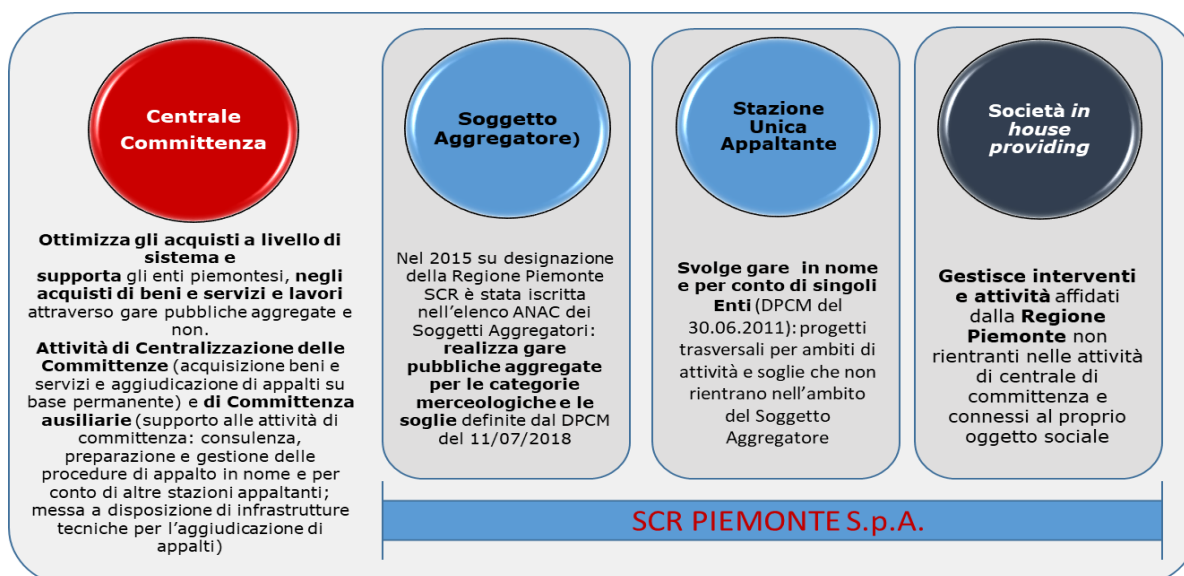 Centrale
Committenza
Ottimizza gli acquisti a livello di
sistema e
supporta gli enti piemontesi, negli
acquisti di beni e servizi e lavori
attraverso gare pubbliche aggregate e
non.
Attività di Centralizzazione delle
Committenze (acquisizione beni e
servizi e aggiudicazione di appalti su
base permanente) e di Committenza
ausiliarie (supporto alle attività di
committenza: consulenza,
preparazione e gestione delle
procedure di appalto in nome e per
conto di altre stazioni appaltanti;
messa a disposizione di infrastrutture
tecniche per l'aggiudicazione di
appalti)
Soggetto
Aggregatore)
Nel 2015 su designazione
della Regione Piemonte
SCR è stata iscritta
nell'elenco ANAC dei
Soggetti Aggregatori:
realizza gare
pubbliche aggregate
per le categorie
merceologiche e le
soglie definite dal DPCM
del 11/07/2018
Stazione
Unica
Appaltante
Svolge gare in nome
e per conto di singoli
Enti (DPCM del
30.06.2011): progetti
trasversali per ambiti di
attività e soglie che non
rientrano nell'ambito
del Soggetto
Aggregatore
Società in
house
providing
Gestisce interventi
e attività affidati
dalla Regione
Piemonte non
rientranti nelle attività
di centrale di
committenza e
connessi al proprio
oggetto sociale
SCR PIEMONTE S.p.A.